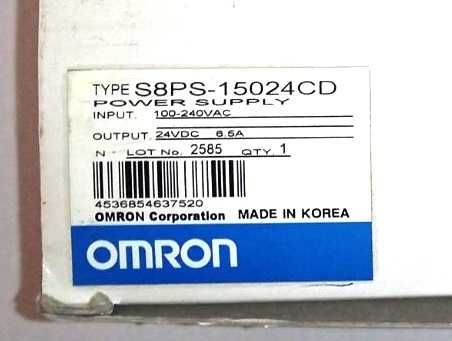 TYPE S8PS-15024CD
POWER SUPPLY
INPUT. 100-240VAC
OUTPUT. 24VDC 6.5A
N - LOT No. 2585 QTY. 1
4536854637520
OMRON Corporation MADE IN KOREA
OMRON